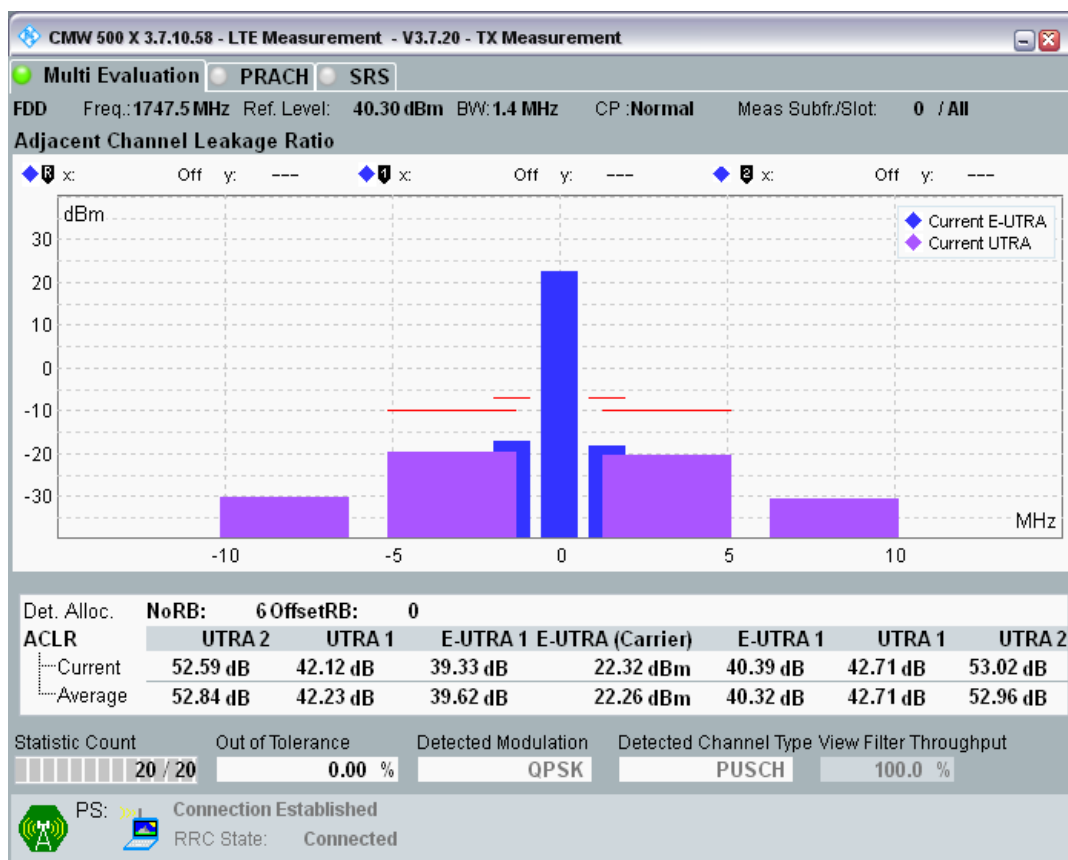 CMW 500 X 3.7.10.58 - LTE Measurement - V3.7.20 - TX Measurement
Multi Evaluation PRACH SRS
FDD Freq.: 1747.5 MHz Ref. Level: 40.30 dBm BW: 1.4 MHz CP :Normal Meas Subfr./Slot: 0 / All
Adjacent Channel Leakage Ratio
R x: Off y: --- 1 x: Off y: --- 2 x: Off y: ---
dBm
Current E-UTRA
Current UTRA
30
20
10
0
-10
-20
-30
MHz
-10 -5 0 5 10
Det. Alloc. NoRB: 6 OffsetRB: 0
ACLR UTRA 2 UTRA 1 E-UTRA 1 E-UTRA (Carrier) E-UTRA 1 UTRA 1 UTRA 2
Current 52.59 dB 42.12 dB 39.33 dB 22.32 dBm 40.39 dB 42.71 dB 53.02 dB
Average 52.84 dB 42.23 dB 39.62 dB 22.26 dBm 40.32 dB 42.71 dB 52.96 dB
Statistic Count Out of Tolerance Detected Modulation Detected Channel Type View Filter Throughput
20 / 20 0.00 % QPSK PUSCH 100.0 %
PS: Connection Established
RRC State: Connected